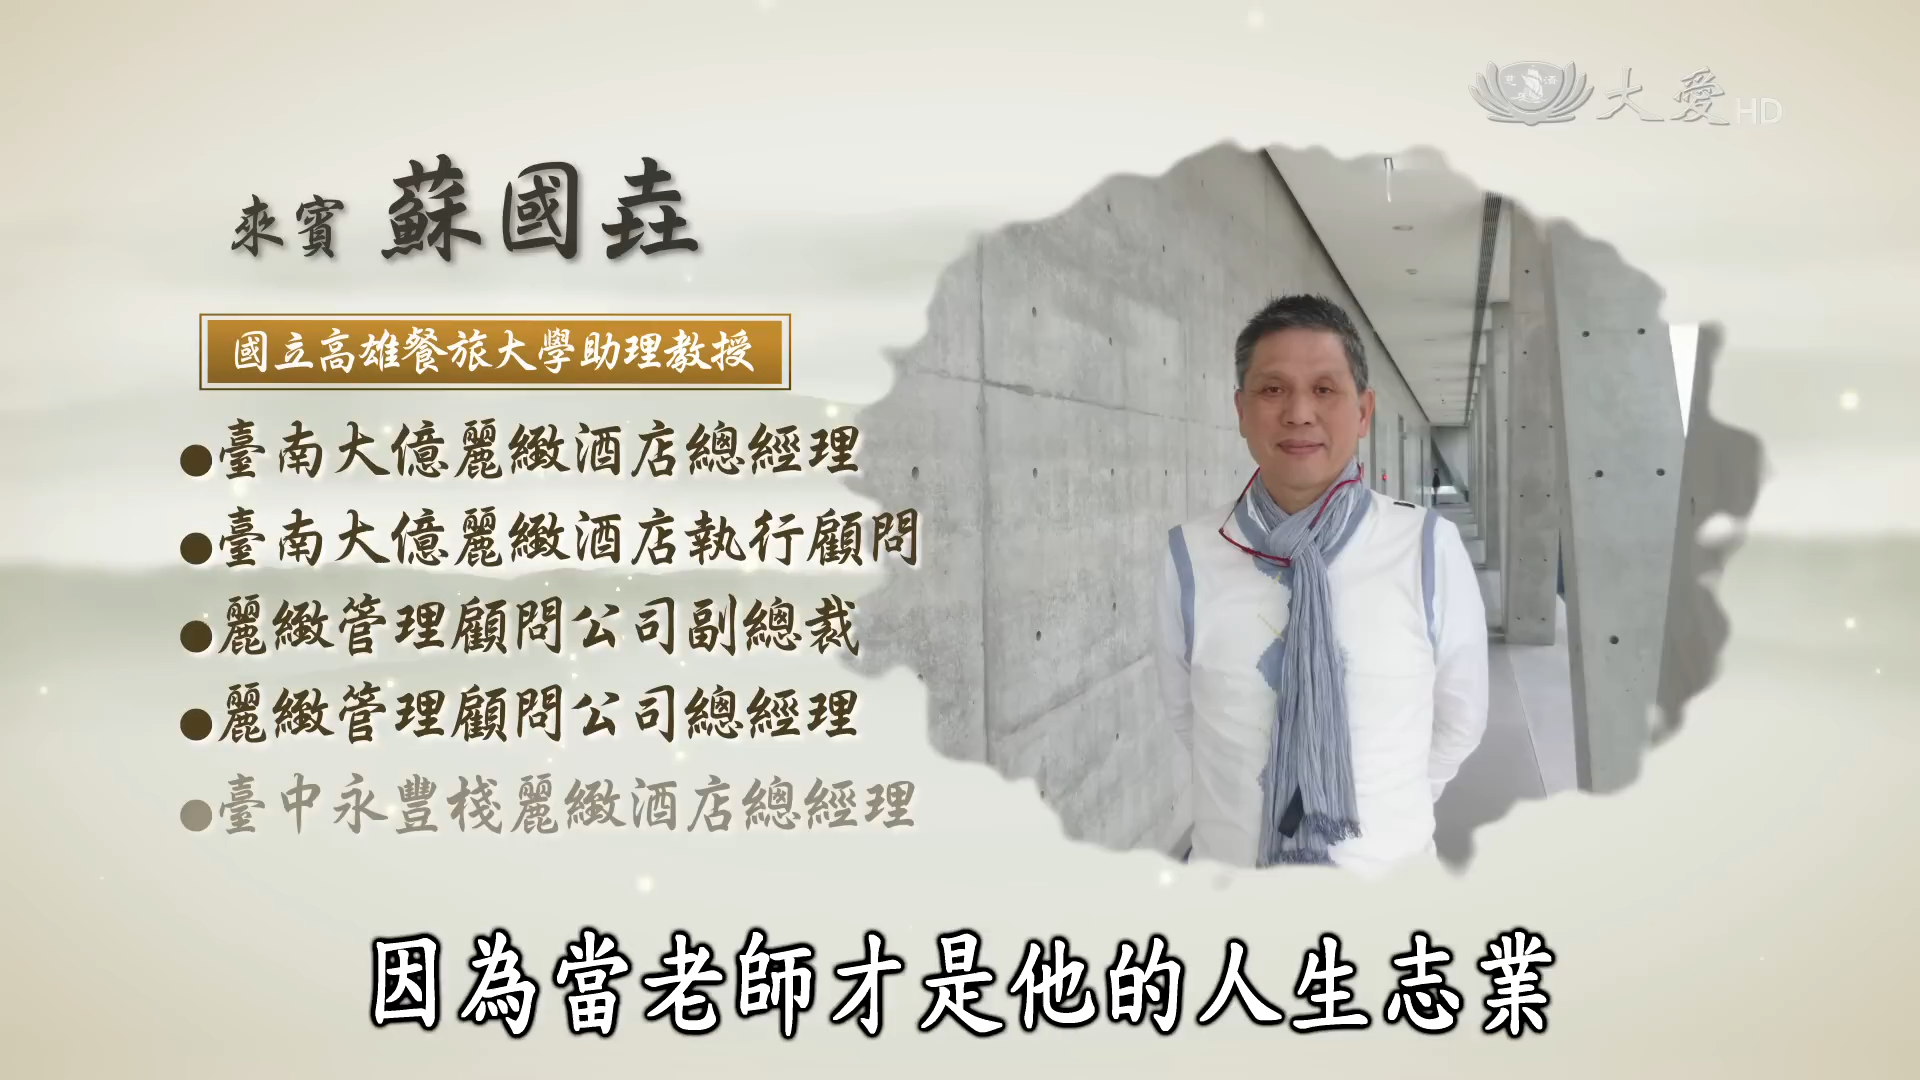 大愛HD
來賓 蘇國垚
國立高雄餐旅大學助理教授
●臺南大億麗緻酒店總經理
●臺南大億麗緻酒店執行顧問
●麗緻管理顧問公司副總裁
●麗緻管理顧問公司總經理
●臺中永豐棧麗緻酒店總經理
因為當老師才是他的人生志業